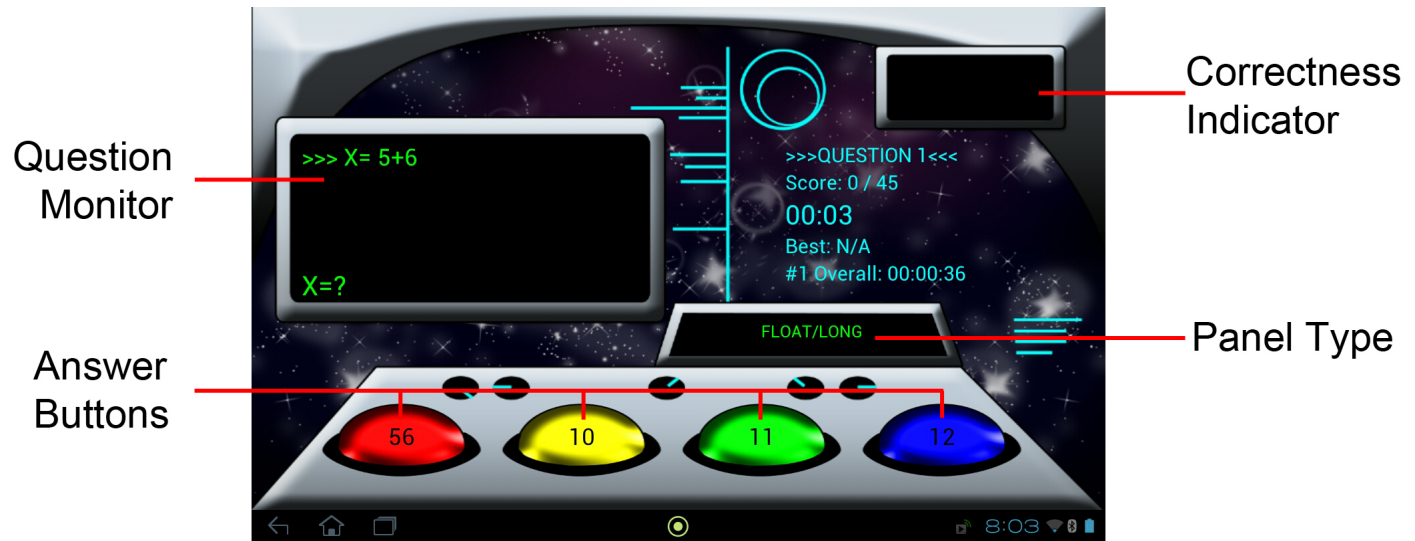 Question
Monitor
>>> X= 5+6
X=?
Correctness
Indicator
>>>QUESTION 1<<<
Score: 0 / 45
00:03
Best: N/A
#1 Overall: 00:00:36
FLOAT/LONG
Panel Type
Answer
Buttons
56
10
11
12
8:03